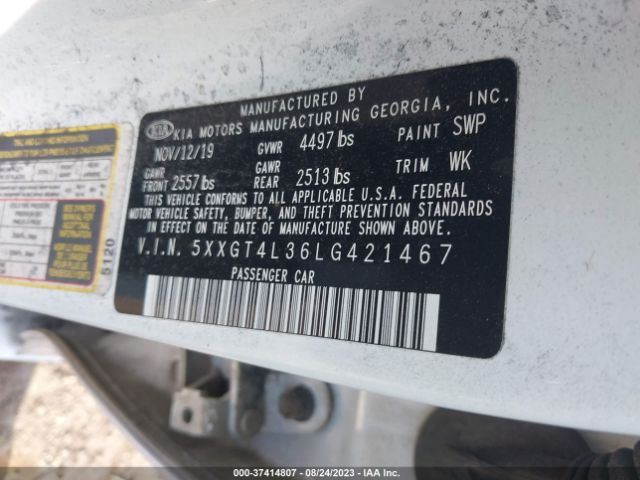 MANUFACTURED BY
KIA KIA MOTORS MANUFACTURING GEORGIA, INC.
NOV/12/19 GVWR 4497 lbs PAINT SWP
GAWR FRONT 2557 lbs GAWR REAR 2513 lbs TRIM WK
THIS VEHICLE CONFORMS TO ALL APPLICABLE U.S.A. FEDERAL
MOTOR VEHICLE SAFETY, BUMPER, AND THEFT PREVENTION STANDARDS
IN EFFECT ON THE DATE OF MANUFACTURE SHOWN ABOVE.
V.I.N. 5XXGT4L36LG421467
PASSENGER CAR
5120
000-37414807 - 08/24/2023 - IAA Inc.